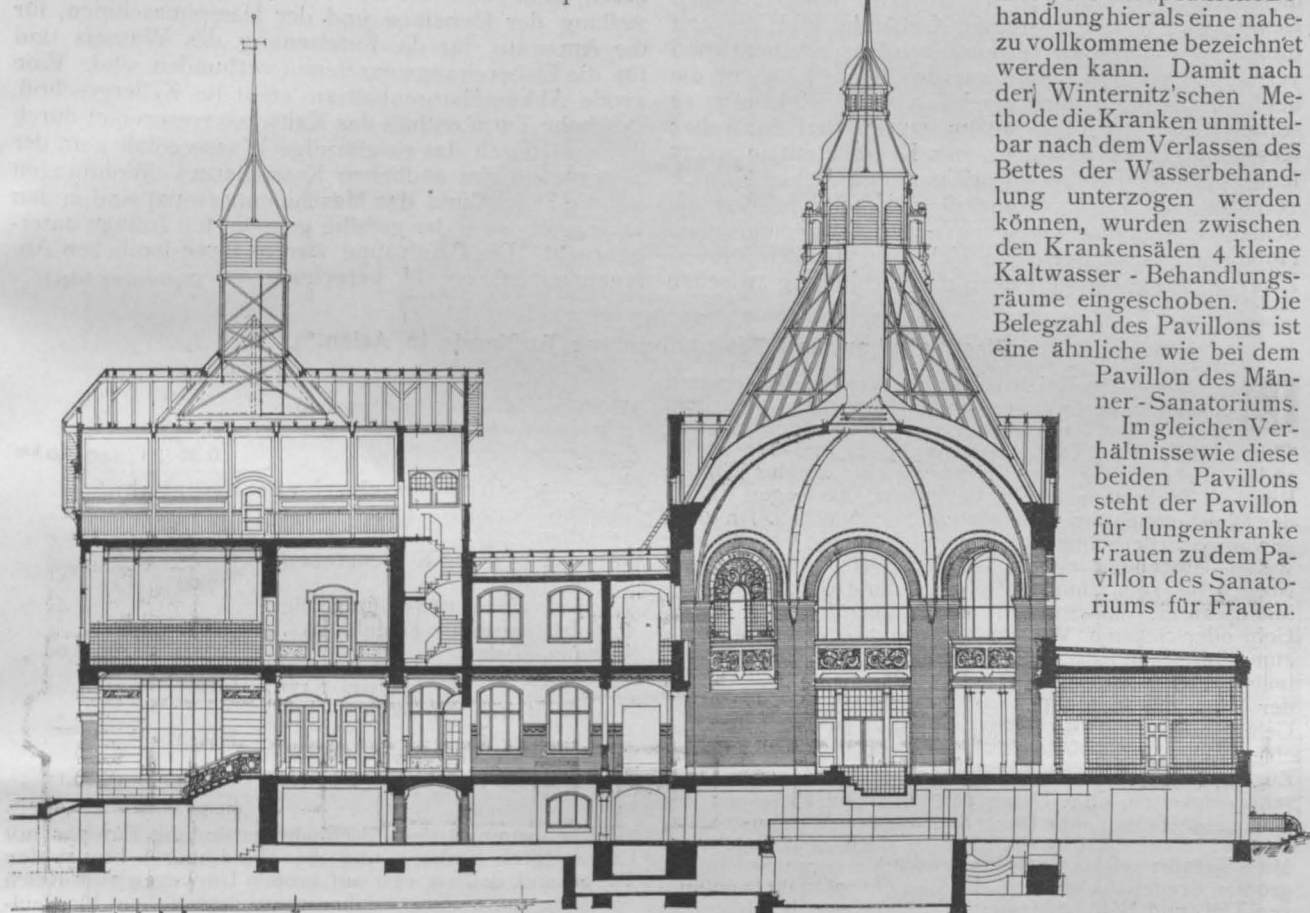 handlung hier als eine nahe-
zu vollkommene bezeichnet
werden kann. Damit nach
der Winternitz'schen Me-
thode die Kranken unmittel-
bar nach dem Verlassen des
Bettes der Wasserbehand-
lung unterzogen werden
können, wurden zwischen
den Krankensälen 4 kleine
Kaltwasser - Behandlungs-
räume eingeschoben. Die
Belegzahl des Pavillons ist
eine ähnliche wie bei dem
Pavillon des Män-
ner - Sanatoriums.
Im gleichen Ver-
hältnisse wie diese
beiden Pavillons
steht der Pavillon
für lungenkranke
Frauen zu dem Pa-
villon des Sanato-
riums für Frauen.